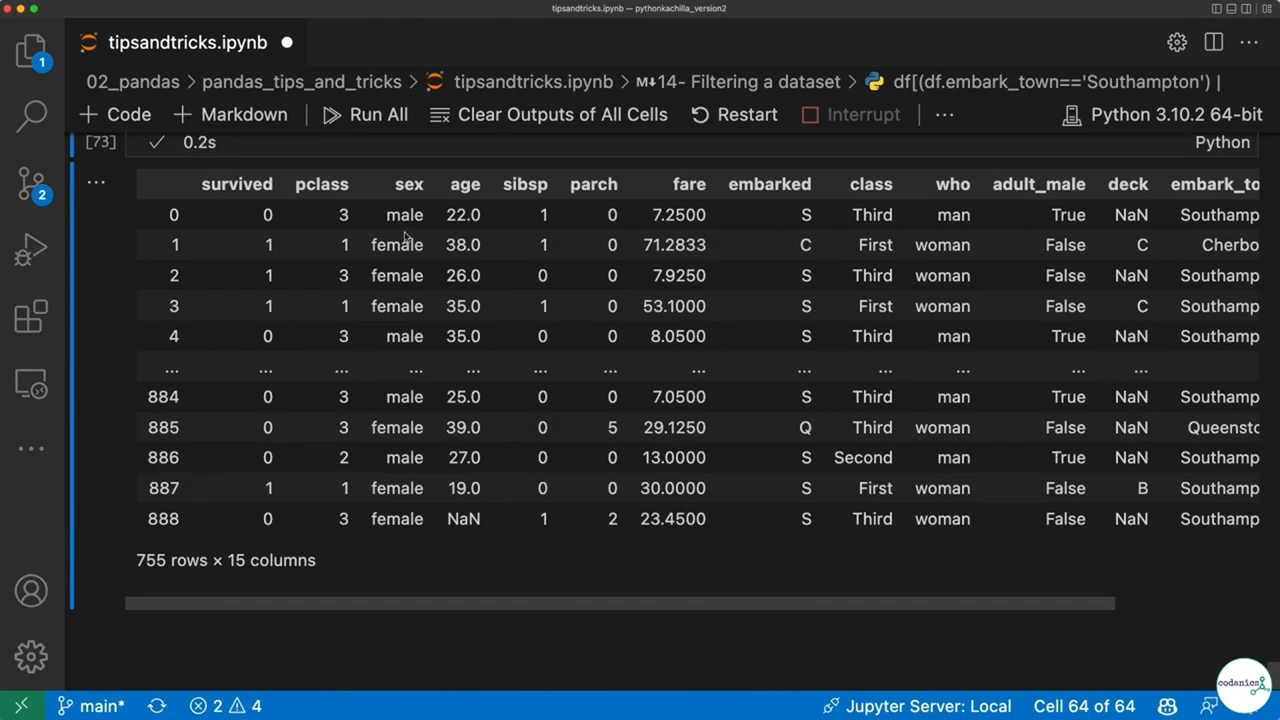 tipsandtricks.ipynb — pythonkachilla_version2
tipsandtricks.ipynb
02_pandas > pandas_tips_and_tricks > tipsandtricks.ipynb > M↓14- Filtering a dataset > df[(df.embark_town=='Southampton') |
+ Code + Markdown Run All Clear Outputs of All Cells Restart Interrupt ... Python 3.10.2 64-bit
[73] ✓ 0.2s Python
... survived pclass sex age sibsp parch fare embarked class who adult_male deck embark_to
0 0 3 male 22.0 1 0 7.2500 S Third man True NaN Southamp
1 1 1 female 38.0 1 0 71.2833 C First woman False C Cherbo
2 1 3 female 26.0 0 0 7.9250 S Third woman False NaN Southamp
3 1 1 female 35.0 1 0 53.1000 S First woman False C Southamp
4 0 3 male 35.0 0 0 8.0500 S Third man True NaN Southamp
... ... ... ... ... ... ... ... ... ... ... ... ...
884 0 3 male 25.0 0 0 7.0500 S Third man True NaN Southamp
885 0 3 female 39.0 0 5 29.1250 Q Third woman False NaN Queensto
886 0 2 male 27.0 0 0 13.0000 S Second man True NaN Southamp
887 1 1 female 19.0 0 0 30.0000 S First woman False B Southamp
888 0 3 female NaN 1 2 23.4500 S Third woman False NaN Southamp
755 rows × 15 columns
1
2
codanics
main* 2 4 Jupyter Server: Local Cell 64 of 64